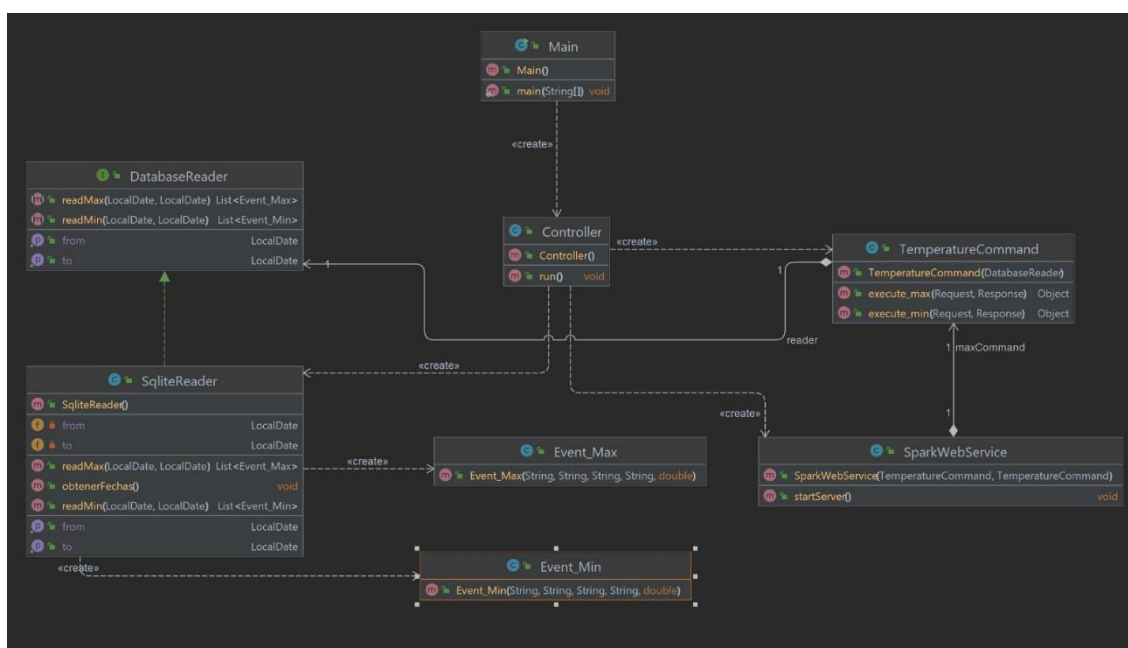 Main
Main()
main(String[]) void
«create»
DatabaseReader
readMax(LocalDate, LocalDate) List<Event_Max>
readMin(LocalDate, LocalDate) List<Event_Min>
from LocalDate
to LocalDate
Controller
Controller()
run() void
«create»
TemperatureCommand
TemperatureCommand(DatabaseReader)
execute_max(Request, Response) Object
execute_min(Request, Response) Object
1
1
reader
1 maxCommand
«create»
SqliteReader
SqliteReader()
from LocalDate
to LocalDate
readMax(LocalDate, LocalDate) List<Event_Max>
obtenerFechas() void
readMin(LocalDate, LocalDate) List<Event_Min>
from LocalDate
to LocalDate
«create»
«create»
1
Event_Max
Event_Max(String, String, String, String, double)
SparkWebService
SparkWebService(TemperatureCommand, TemperatureCommand)
startServer() void
«create»
Event_Min
Event_Min(String, String, String, String, double)